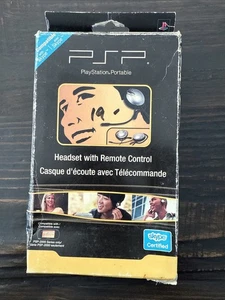 PSP
PlayStation.Portable
Headset with Remote Control
Casque d'écoute avec Télécommande
skype
Certified